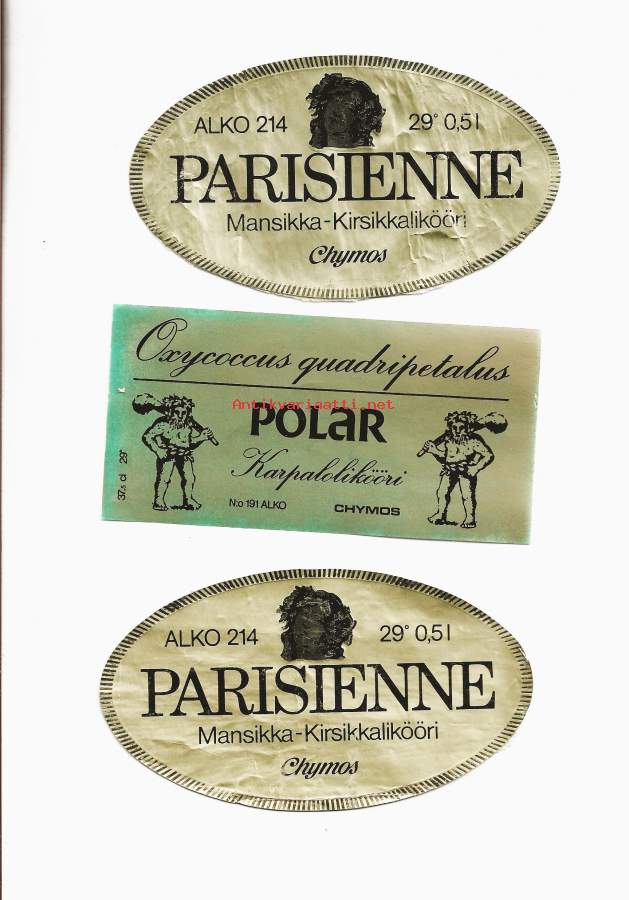 ALKO 214 29° 0,5 l
PARISIENNE
Mansikka-Kirsikkalikööri
Chymos
Oxycoccus quadripetalus
Antikvariaatti.net
POLAR
Karpalolikööri
37,5 cl 29°
N:o 191 ALKO CHYMOS
ALKO 214 29° 0,5 l
PARISIENNE
Mansikka-Kirsikkalikööri
Chymos